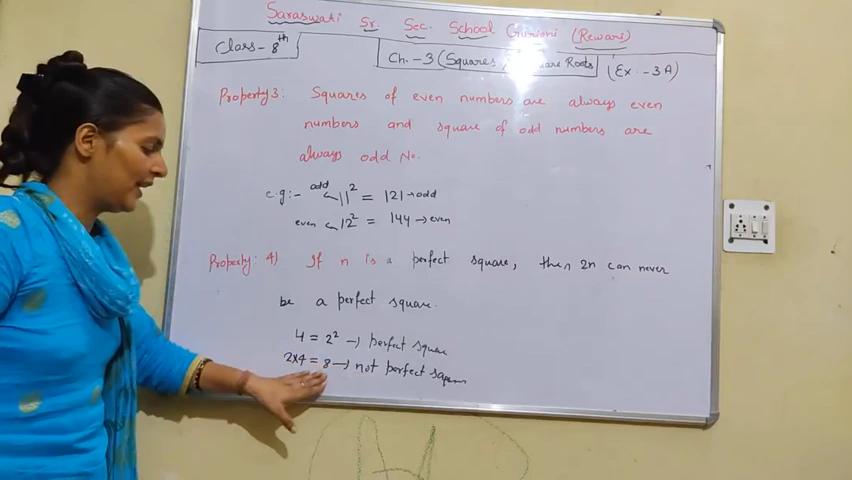 Saraswati Sr. Sec. School Gurioni (Rewari)
Class - 8th
Ch. -3 (Squares Square Roots (Ex. -3A)
Property 3: Squares of even numbers are always even
numbers and square of odd numbers are
always odd No.
e.g:- odd 11² = 121 → odd
even 12² = 144 → even
Property: 4) If n is a perfect square, then 2n can never
be a perfect square.
4 = 2² → perfect square
2x4 = 8 → not perfect